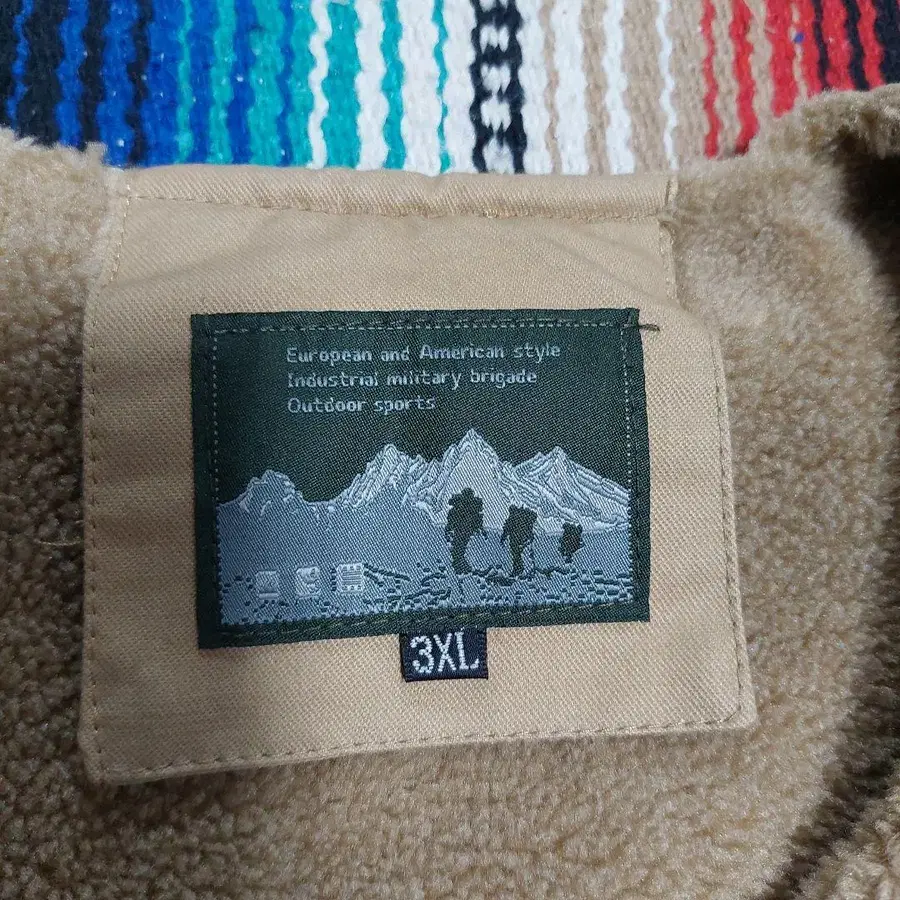 European and American style
Industrial military brigade
Outdoor sports
3XL